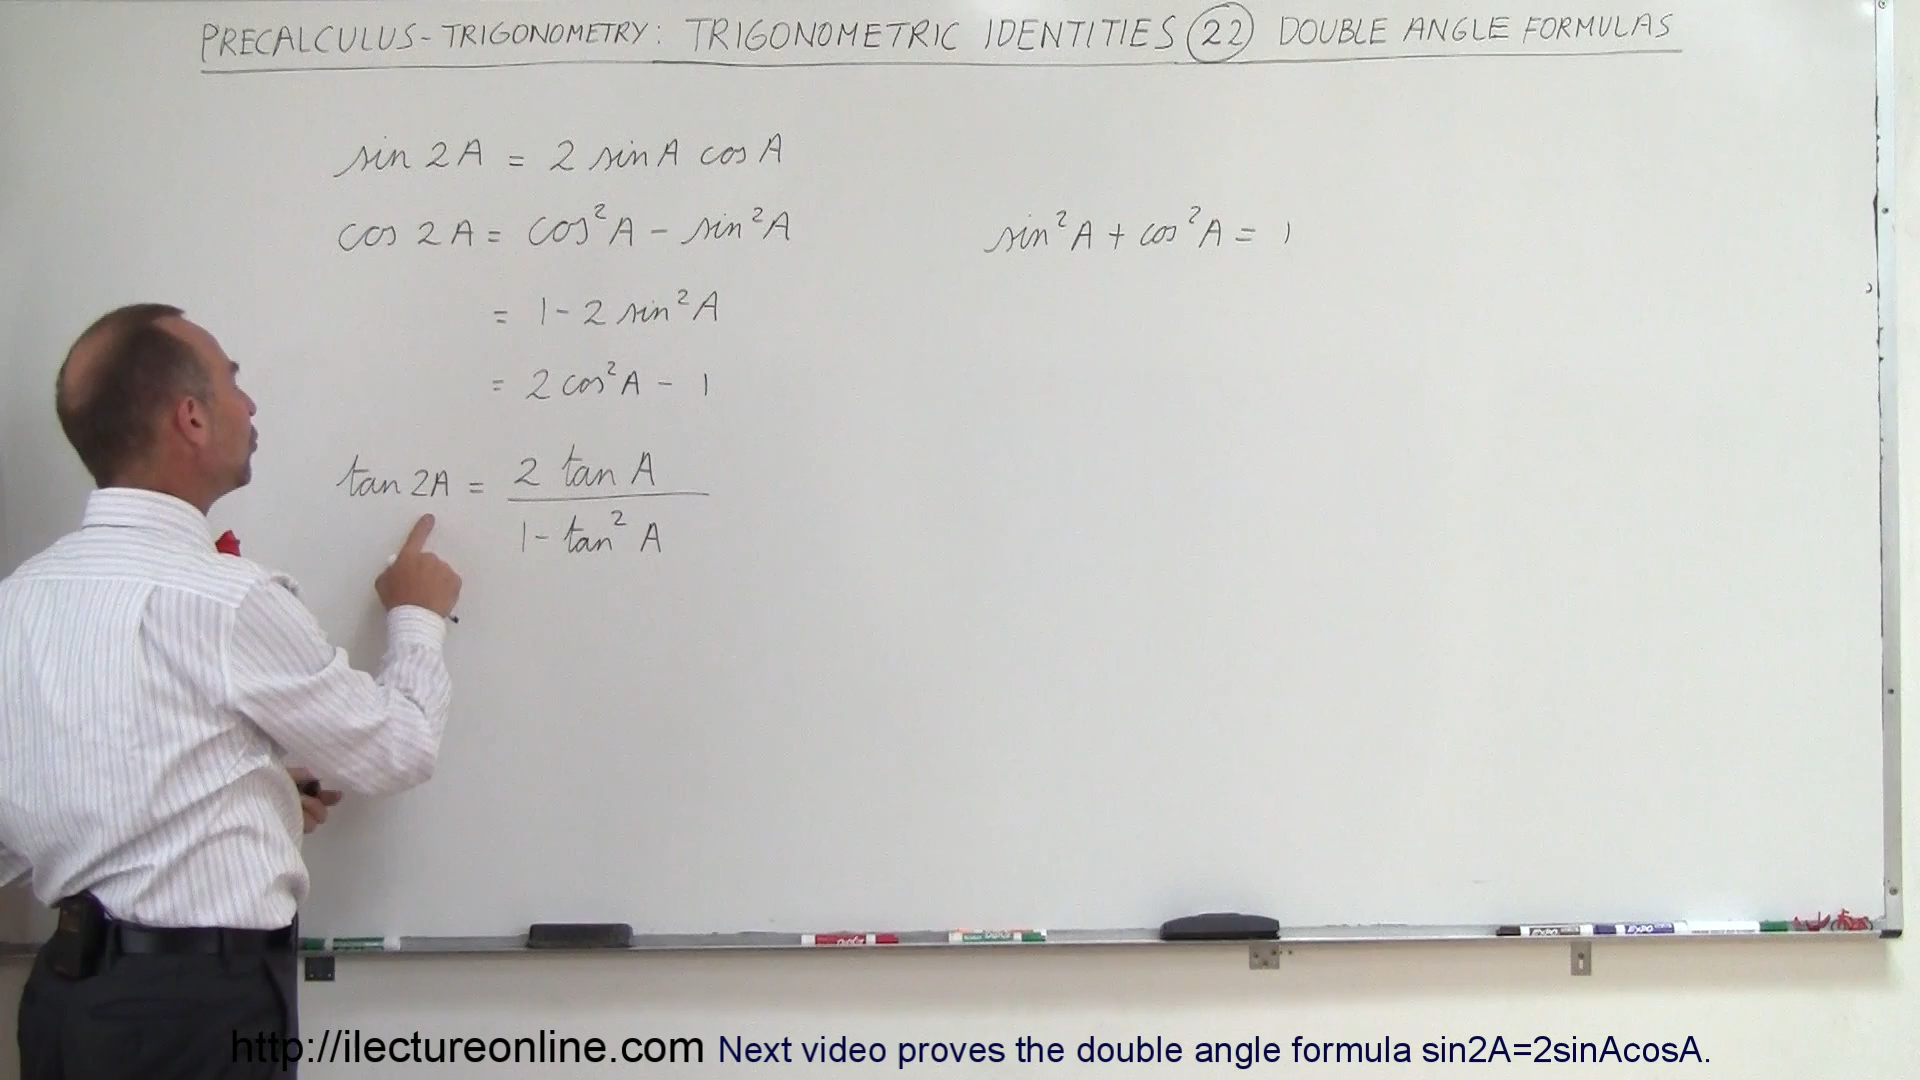 PRECALCULUS - TRIGONOMETRY: TRIGONOMETRIC IDENTITIES 22 DOUBLE ANGLE FORMULAS
sin 2A = 2 sin A cos A
cos 2A = cos²A - sin²A
sin²A + cos²A = 1
= 1 - 2 sin²A
= 2 cos²A - 1
tan 2A = 2 tan A
1 - tan² A
EXPO EXPO
http://ilectureonline.com Next video proves the double angle formula sin2A=2sinAcosA.